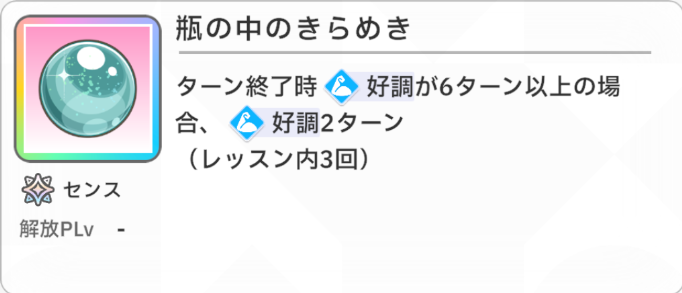 瓶の中のきらめき
ターン終了時 好調が6ターン以上の場
合、 好調2ターン
（レッスン内3回）
センス
解放PLv -